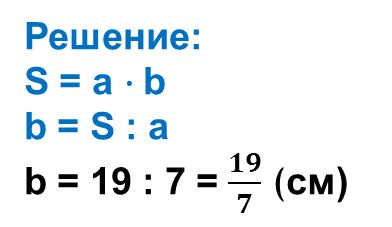 Решение:
S = a · b
b = S : a
b = 19 : 7 = 19/7 (см)